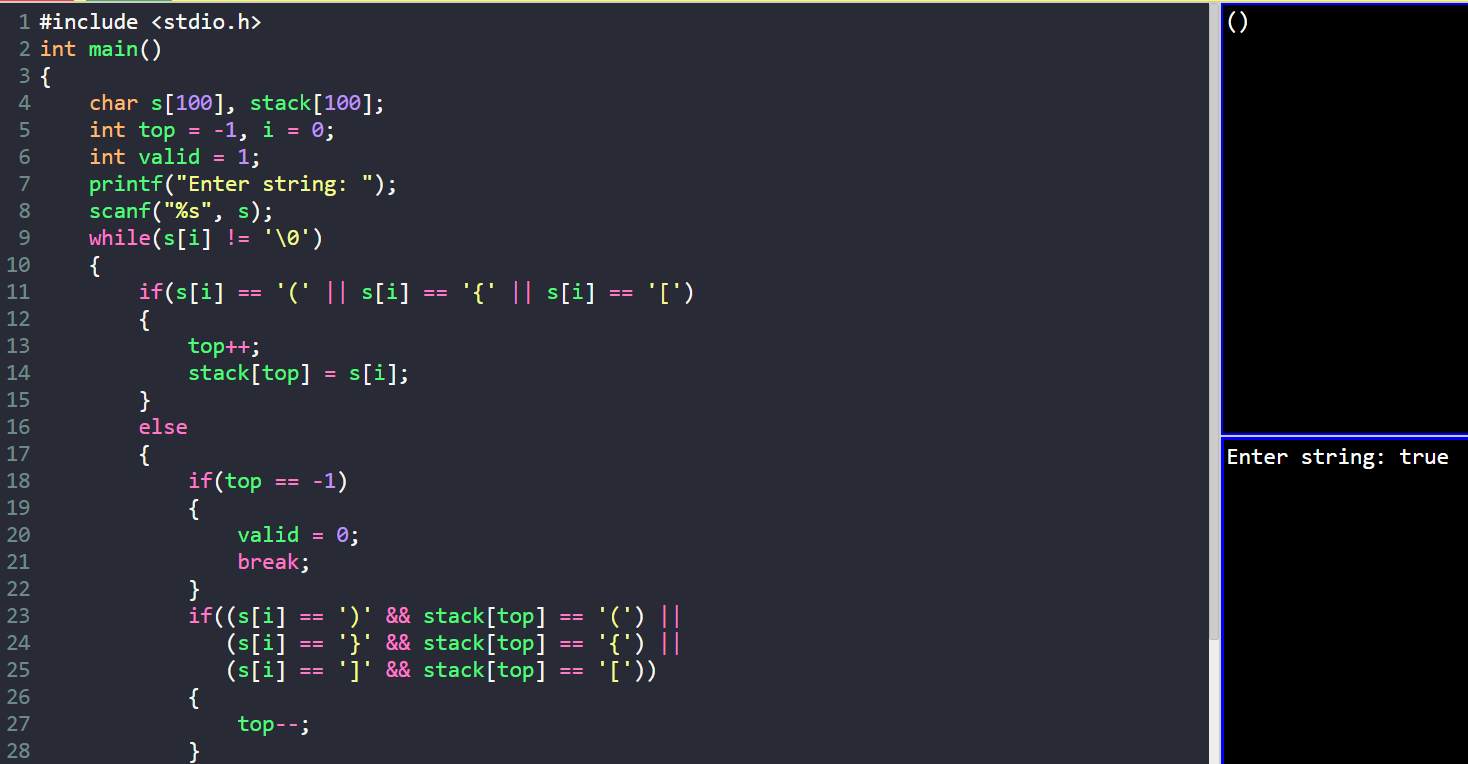 1 #include <stdio.h>
2 int main()
3 {
4     char s[100], stack[100];
5     int top = -1, i = 0;
6     int valid = 1;
7     printf("Enter string: ");
8     scanf("%s", s);
9     while(s[i] != '\0')
10     {
11         if(s[i] == '(' || s[i] == '{' || s[i] == '[')
12         {
13             top++;
14             stack[top] = s[i];
15         }
16         else
17         {
18             if(top == -1)
19             {
20                 valid = 0;
21                 break;
22             }
23             if((s[i] == ')' && stack[top] == '(') ||
24                (s[i] == '}' && stack[top] == '{') ||
25                (s[i] == ']' && stack[top] == '['))
26             {
27                 top--;
28             }
()
Enter string: true